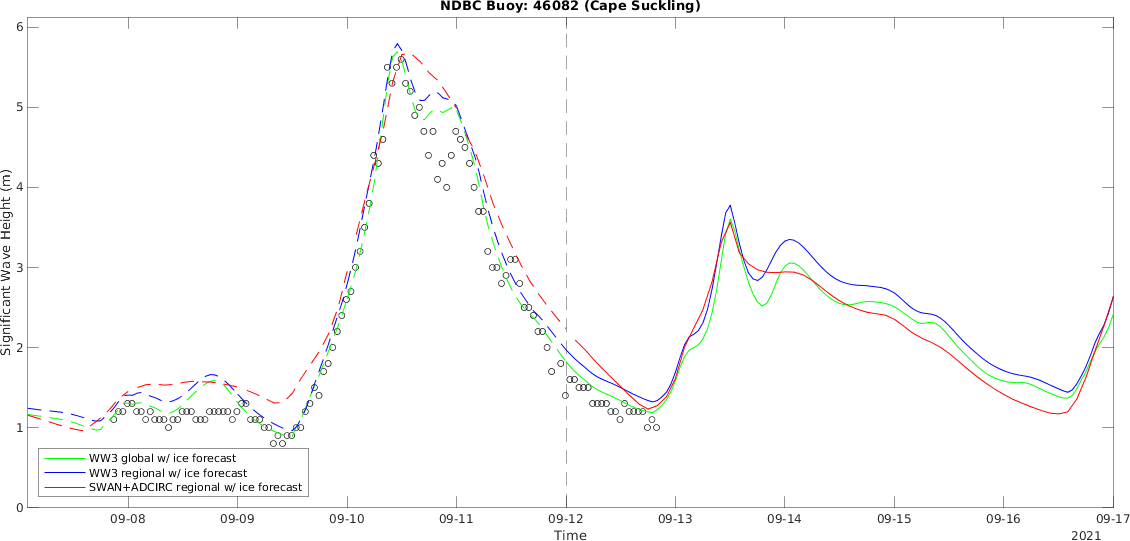 NDBC Buoy: 46082 (Cape Suckling)
Significant Wave Height (m)
6
5
4
3
2
1
0
WW3 global w/ ice forecast
WW3 regional w/ ice forecast
SWAN+ADCIRC regional w/ ice forecast
09-08 09-09 09-10 09-11 09-12 09-13 09-14 09-15 09-16 09-17
Time
2021